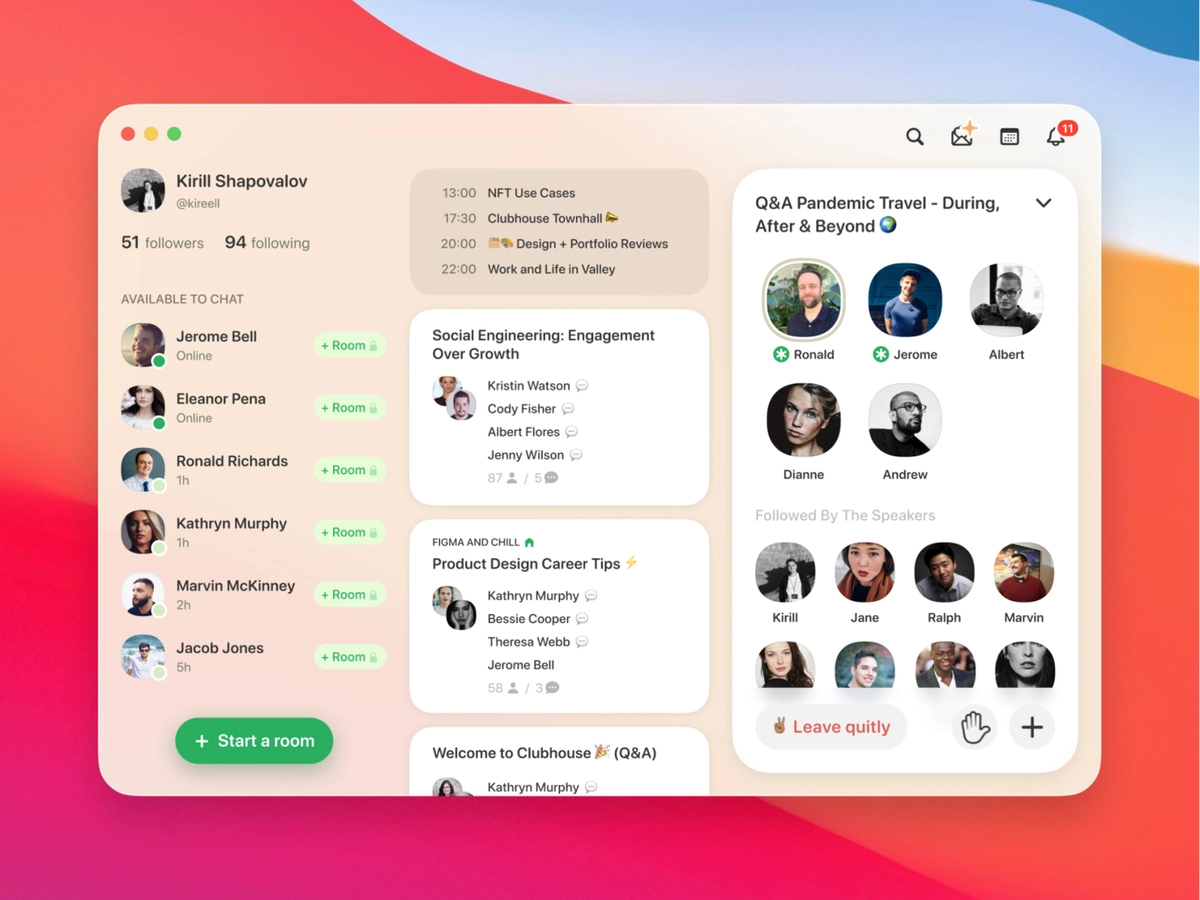 11
Kirill Shapovalov
@kireell
51 followers 94 following
AVAILABLE TO CHAT
Jerome Bell
Online
+ Room
Eleanor Pena
Online
+ Room
Ronald Richards
1h
+ Room
Kathryn Murphy
1h
+ Room
Marvin McKinney
2h
+ Room
Jacob Jones
5h
+ Room
+ Start a room
13:00 NFT Use Cases
17:30 Clubhouse Townhall
20:00 Design + Portfolio Reviews
22:00 Work and Life in Valley
Social Engineering: Engagement
Over Growth
Kristin Watson
Cody Fisher
Albert Flores
Jenny Wilson
87 / 5
FIGMA AND CHILL
Product Design Career Tips ⚡
Kathryn Murphy
Bessie Cooper
Theresa Webb
Jerome Bell
58 / 3
Welcome to Clubhouse 🎉 (Q&A)
Kathryn Murphy
Q&A Pandemic Travel - During,
After & Beyond 🌍
Ronald Jerome Albert
Dianne Andrew
Followed By The Speakers
Kirill Jane Ralph Marvin
✌🏽 Leave quitly